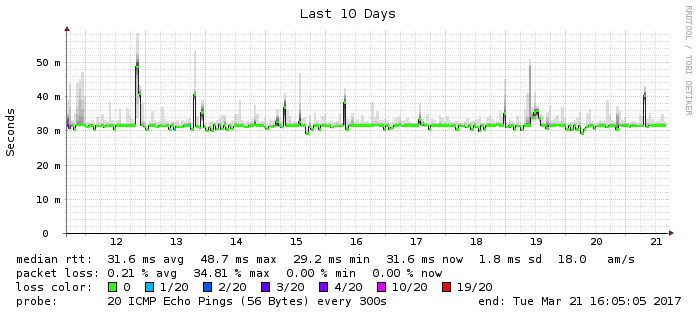 Last 10 Days
RRDTOOL / TOBI OETIKER
Seconds
50 m
40 m
30 m
20 m
10 m
0
12 13 14 15 16 17 18 19 20 21
median rtt: 31.6 ms avg 48.7 ms max 29.2 ms min 31.6 ms now 1.8 ms sd 18.0 am/s
packet loss: 0.21 % avg 34.81 % max 0.00 % min 0.00 % now
loss color: 0 1/20 2/20 3/20 4/20 10/20 19/20
probe: 20 ICMP Echo Pings (56 Bytes) every 300s end: Tue Mar 21 16:05:05 2017